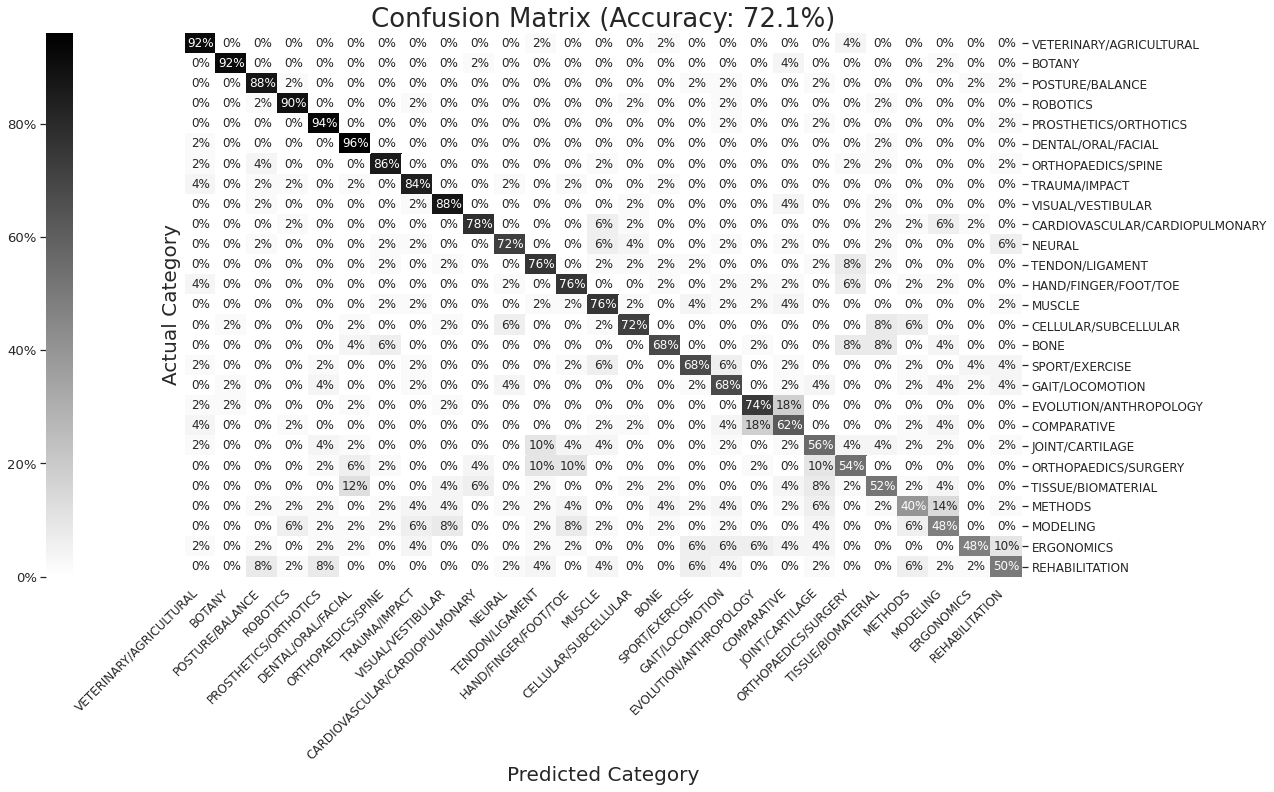 Confusion Matrix (Accuracy: 72.1%)
92% 0% 0% 0% 0% 0% 0% 0% 0% 0% 0% 2% 0% 0% 0% 2% 0% 0% 0% 0% 0% 4% 0% 0% 0% 0% 0% VETERINARY/AGRICULTURAL
0% 92% 0% 0% 0% 0% 0% 0% 0% 2% 0% 0% 0% 0% 0% 0% 0% 0% 0% 4% 0% 0% 0% 0% 2% 0% 0% BOTANY
0% 0% 88% 2% 0% 0% 0% 0% 0% 0% 0% 0% 0% 0% 0% 0% 2% 2% 0% 0% 2% 0% 0% 0% 0% 2% 2% POSTURE/BALANCE
0% 0% 2% 90% 0% 0% 0% 2% 0% 0% 0% 0% 0% 0% 2% 0% 0% 2% 0% 0% 0% 0% 2% 0% 0% 0% 0% ROBOTICS
0% 0% 0% 0% 94% 0% 0% 0% 0% 0% 0% 0% 0% 0% 0% 0% 0% 2% 0% 0% 2% 0% 0% 0% 0% 0% 2% PROSTHETICS/ORTHOTICS
2% 0% 0% 0% 0% 96% 0% 0% 0% 0% 0% 0% 0% 0% 0% 0% 0% 0% 0% 0% 0% 0% 2% 0% 0% 0% 0% DENTAL/ORAL/FACIAL
2% 0% 4% 0% 0% 0% 86% 0% 0% 0% 0% 0% 0% 2% 0% 0% 0% 0% 0% 0% 0% 2% 2% 0% 0% 0% 2% ORTHOPAEDICS/SPINE
4% 0% 2% 2% 0% 2% 0% 84% 0% 0% 2% 0% 2% 0% 0% 2% 0% 0% 0% 0% 0% 0% 2% 0% 0% 0% 0% TRAUMA/IMPACT
0% 0% 2% 0% 0% 0% 0% 2% 88% 0% 0% 0% 0% 0% 2% 0% 0% 0% 0% 4% 0% 0% 2% 0% 0% 0% 0% VISUAL/VESTIBULAR
0% 0% 0% 2% 0% 0% 0% 0% 0% 78% 0% 0% 0% 6% 2% 0% 0% 0% 0% 0% 0% 0% 2% 2% 6% 2% 0% CARDIOVASCULAR/CARDIOPULMONARY
0% 0% 2% 0% 0% 0% 2% 2% 0% 0% 72% 0% 0% 6% 4% 0% 0% 2% 0% 2% 0% 0% 2% 0% 0% 0% 6% NEURAL
0% 0% 0% 0% 0% 0% 2% 0% 2% 0% 0% 76% 0% 0% 2% 2% 2% 2% 0% 0% 2% 8% 2% 0% 0% 0% 0% TENDON/LIGAMENT
4% 0% 0% 0% 0% 0% 0% 0% 0% 0% 2% 0% 76% 0% 0% 2% 0% 2% 2% 2% 0% 6% 0% 2% 2% 0% 0% HAND/FINGER/FOOT/TOE
0% 0% 0% 0% 0% 0% 2% 2% 0% 0% 0% 2% 2% 76% 2% 0% 4% 2% 2% 4% 0% 0% 0% 0% 0% 0% 2% MUSCLE
0% 2% 0% 0% 0% 2% 0% 0% 2% 0% 6% 0% 0% 2% 72% 0% 0% 0% 0% 0% 0% 0% 8% 6% 0% 0% 0% CELLULAR/SUBCELLULAR
0% 0% 0% 0% 0% 4% 6% 0% 0% 0% 0% 0% 0% 0% 0% 68% 0% 0% 2% 0% 0% 8% 8% 0% 4% 0% 0% BONE
2% 0% 0% 0% 2% 0% 0% 0% 0% 0% 0% 0% 2% 6% 0% 0% 68% 6% 0% 2% 0% 0% 0% 2% 0% 4% 4% SPORT/EXERCISE
0% 2% 0% 0% 4% 0% 0% 0% 0% 0% 4% 0% 0% 0% 0% 0% 2% 68% 0% 2% 4% 0% 0% 2% 4% 2% 4% GAIT/LOCOMOTION
2% 2% 0% 0% 0% 2% 0% 0% 2% 0% 0% 0% 0% 0% 0% 0% 0% 0% 74% 18% 0% 0% 0% 0% 0% 0% 0% EVOLUTION/ANTHROPOLOGY
4% 0% 0% 2% 0% 0% 0% 0% 0% 0% 0% 0% 0% 2% 2% 0% 0% 4% 18% 62% 0% 0% 0% 2% 4% 0% 0% COMPARATIVE
2% 0% 0% 0% 4% 2% 0% 0% 0% 0% 0% 10% 4% 4% 0% 0% 0% 2% 0% 2% 56% 4% 4% 2% 2% 0% 2% JOINT/CARTILAGE
0% 0% 0% 0% 2% 6% 2% 0% 0% 4% 0% 10% 10% 0% 0% 0% 0% 0% 2% 0% 10% 54% 0% 0% 0% 0% 0% ORTHOPAEDICS/SURGERY
0% 0% 0% 0% 0% 12% 0% 0% 4% 6% 0% 2% 0% 0% 2% 2% 0% 0% 0% 4% 8% 2% 52% 2% 4% 0% 0% TISSUE/BIOMATERIAL
0% 0% 2% 2% 2% 0% 2% 4% 4% 0% 2% 2% 4% 0% 0% 4% 2% 4% 0% 2% 6% 0% 2% 40% 14% 0% 2% METHODS
0% 0% 0% 6% 2% 2% 2% 6% 8% 2% 0% 2% 8% 2% 2% 0% 2% 0% 0% 0% 4% 0% 0% 6% 48% 0% 0% MODELING
2% 0% 2% 0% 2% 2% 0% 4% 0% 0% 0% 2% 2% 0% 0% 0% 6% 6% 6% 4% 4% 0% 0% 0% 0% 48% 10% ERGONOMICS
0% 0% 8% 2% 8% 0% 0% 0% 0% 0% 2% 4% 0% 4% 0% 0% 6% 4% 0% 0% 2% 0% 0% 6% 2% 2% 50% REHABILITATION
80%
60%
40%
20%
0%
Actual Category
VETERINARY/AGRICULTURAL
BOTANY
POSTURE/BALANCE
ROBOTICS
PROSTHETICS/ORTHOTICS
DENTAL/ORAL/FACIAL
ORTHOPAEDICS/SPINE
TRAUMA/IMPACT
VISUAL/VESTIBULAR
CARDIOVASCULAR/CARDIOPULMONARY
NEURAL
TENDON/LIGAMENT
HAND/FINGER/FOOT/TOE
MUSCLE
CELLULAR/SUBCELLULAR
BONE
SPORT/EXERCISE
GAIT/LOCOMOTION
EVOLUTION/ANTHROPOLOGY
COMPARATIVE
JOINT/CARTILAGE
ORTHOPAEDICS/SURGERY
TISSUE/BIOMATERIAL
METHODS
MODELING
ERGONOMICS
REHABILITATION
Predicted Category